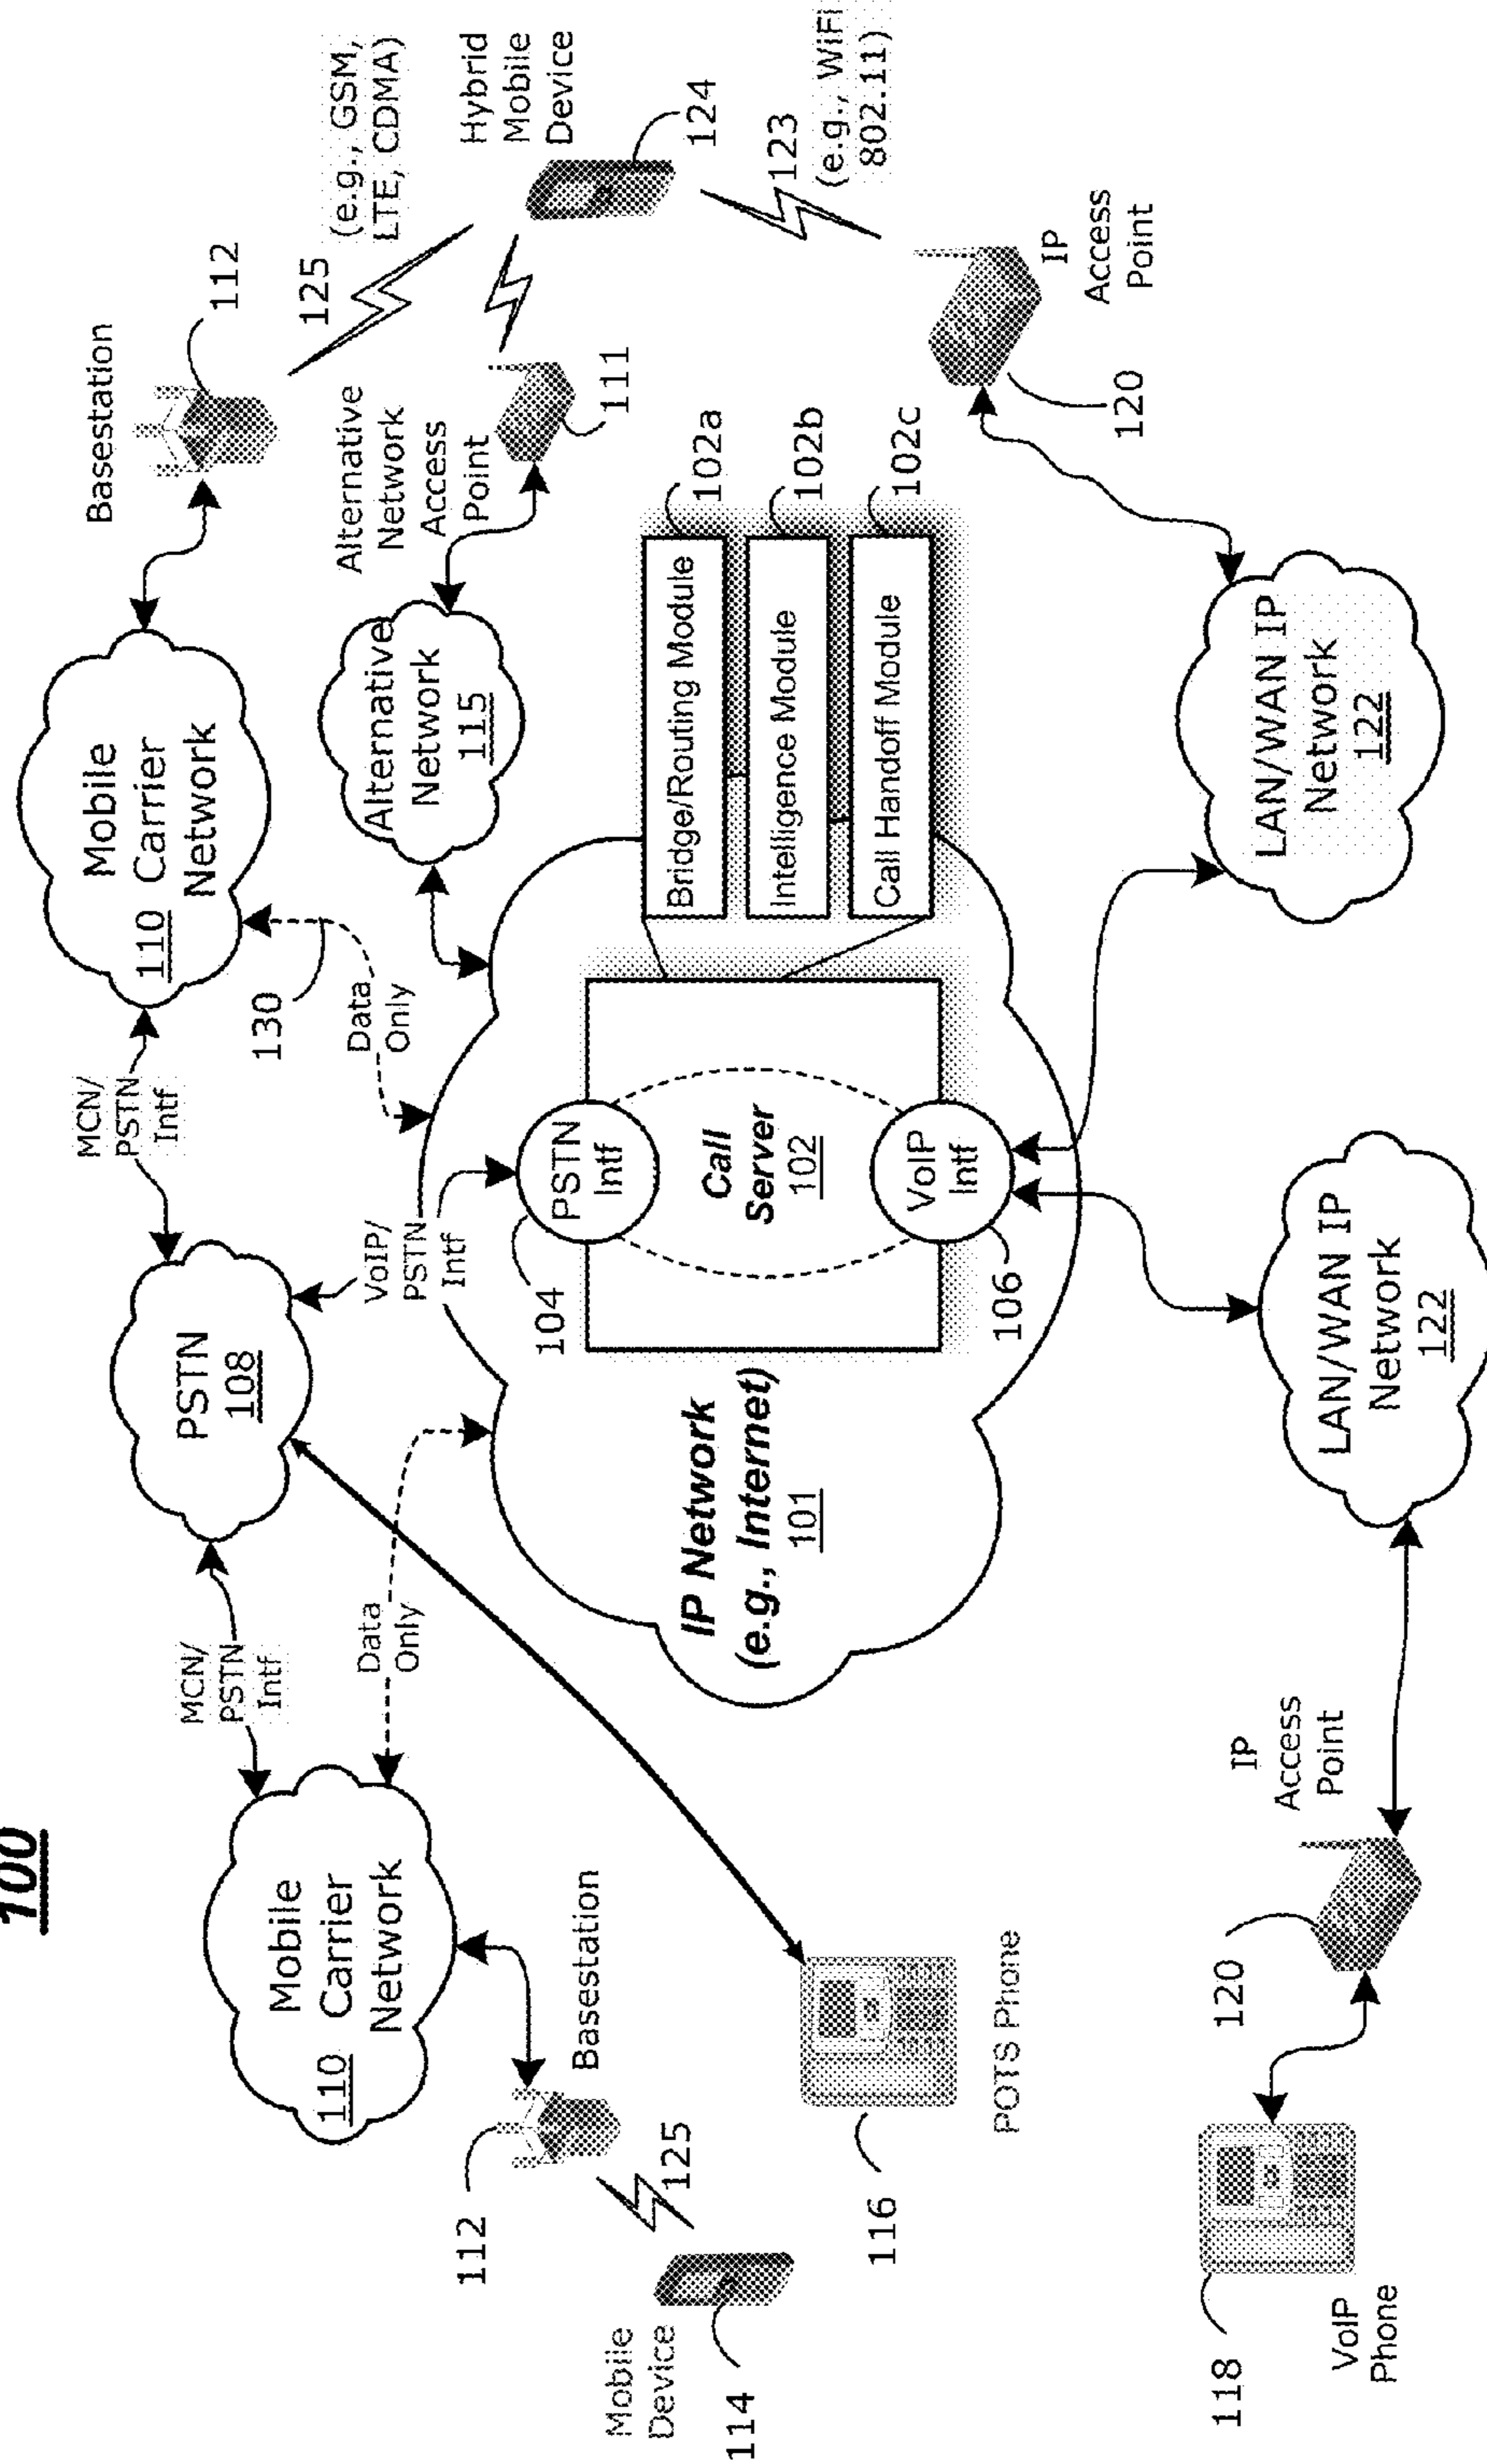 100
Mobile
110 Carrier
Network
MCN/
PSTN
Intf
PSTN
108
MCN/
PSTN
Intf
Mobile
110 Carrier
Network
Basestation
112
125
(e.g., GSM,
LTE, CDMA)
Hybrid
Mobile
Device
124
123
(e.g., WiFi
802.11)
Alternative
Network
Access
Point
111
Alternative
Network
115
130
Data
Only
Data
Only
VoIP/
PSTN
Intf
112
Basestation
125
Mobile
Device
114
116
POTS Phone
IP Network
(e.g., Internet)
101
104
PSTN
Intf
Call
Server
102
VoIP
Intf
106
Bridge/Routing Module
102a
Intelligence Module
102b
Call Handoff Module
102c
IP
Access
Point
120
LAN/WAN IP
Network
122
LAN/WAN IP
Network
122
IP
Access
Point
120
118
VoIP
Phone